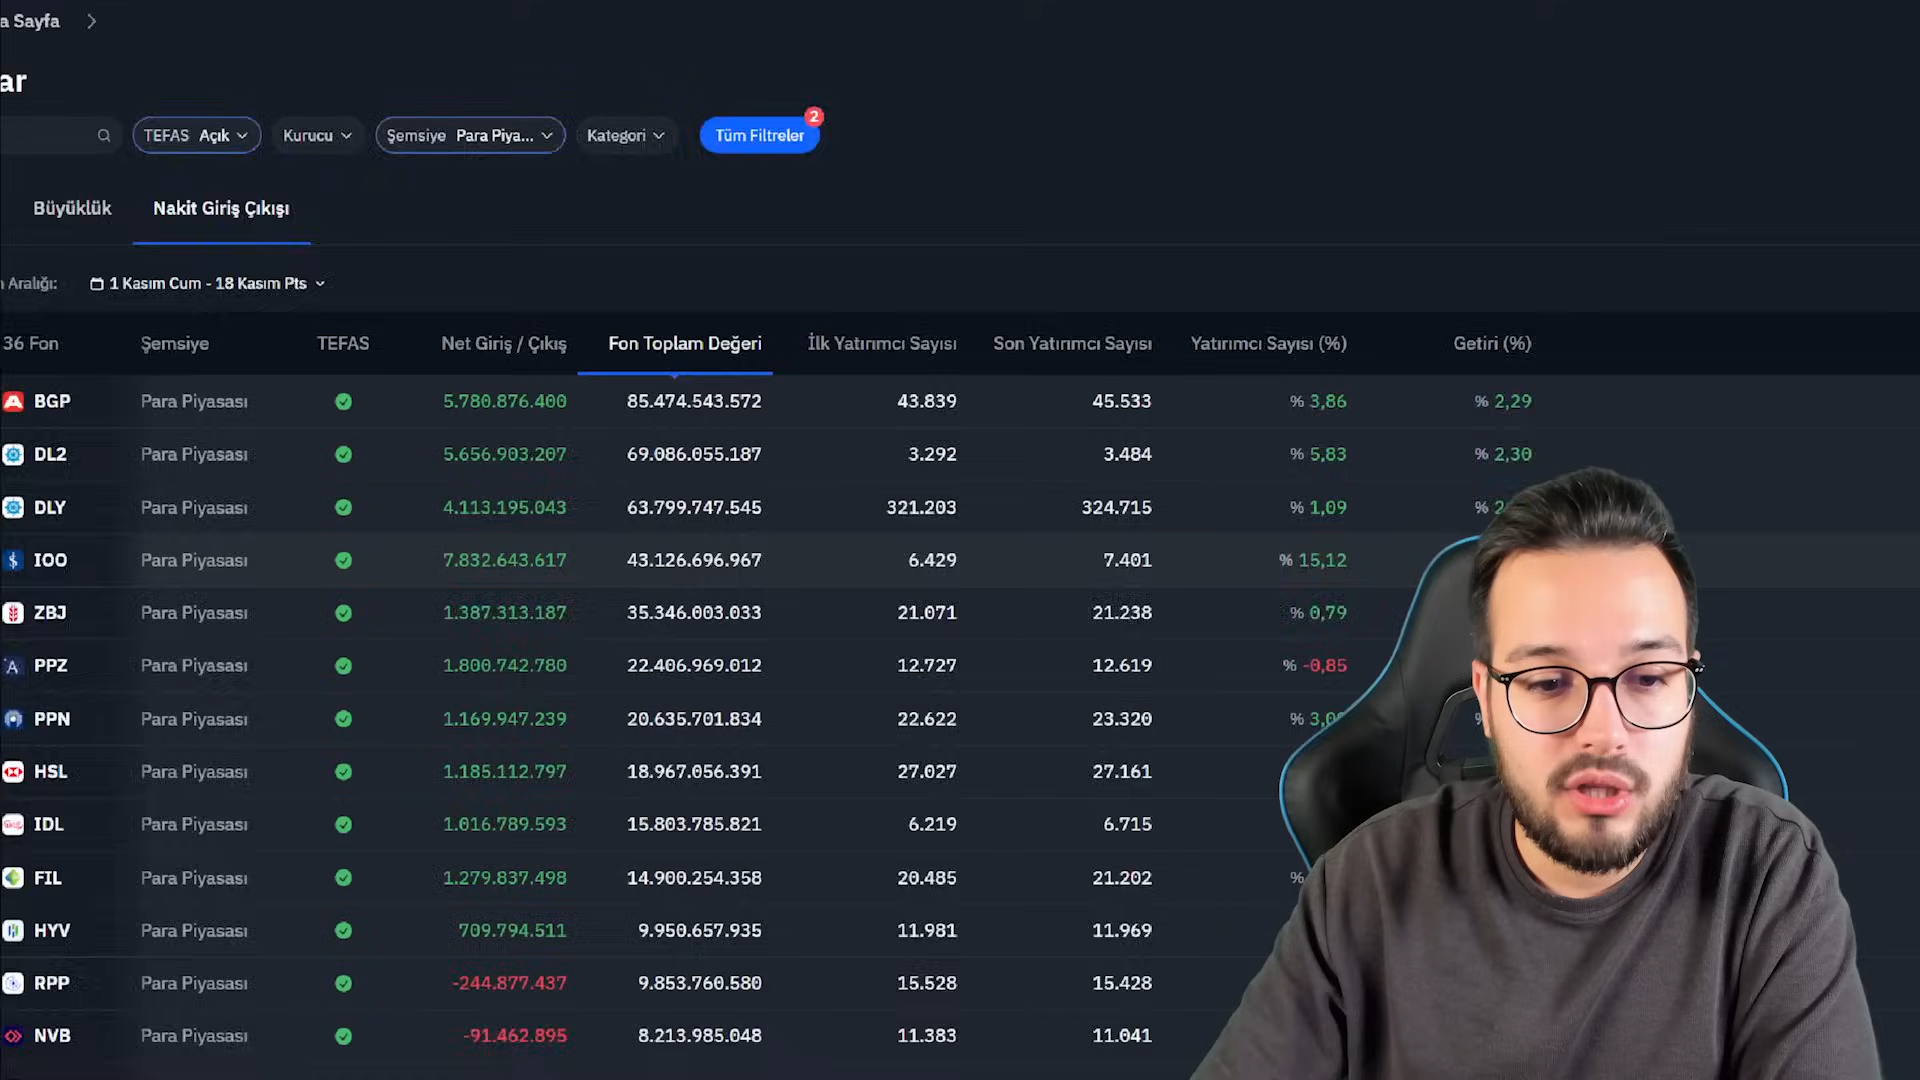 a Sayfa
ar
TEFAS Açık Kurucu Şemsiye Para Piya... Kategori Tüm Filtreler 2
Büyüklük Nakit Giriş Çıkışı
Aralığı: 1 Kasım Cum - 18 Kasım Pts
36 Fon Şemsiye TEFAS Net Giriş / Çıkış Fon Toplam Değeri İlk Yatırımcı Sayısı Son Yatırımcı Sayısı Yatırımcı Sayısı (%) Getiri (%)
BGP Para Piyasası 5.780.876.400 85.474.543.572 43.839 45.533 % 3,86 % 2,29
DL2 Para Piyasası 5.656.903.207 69.086.055.187 3.292 3.484 % 5,83 % 2,30
DLY Para Piyasası 4.113.195.043 63.799.747.545 321.203 324.715 % 1,09 % 2
IOO Para Piyasası 7.832.643.617 43.126.696.967 6.429 7.401 % 15,12
ZBJ Para Piyasası 1.387.313.187 35.346.003.033 21.071 21.238 % 0,79
PPZ Para Piyasası 1.800.742.780 22.406.969.012 12.727 12.619 % -0,85
PPN Para Piyasası 1.169.947.239 20.635.701.834 22.622 23.320 % 3,0
HSL Para Piyasası 1.185.112.797 18.967.056.391 27.027 27.161
IDL Para Piyasası 1.016.789.593 15.803.785.821 6.219 6.715
FIL Para Piyasası 1.279.837.498 14.900.254.358 20.485 21.202 %
HYV Para Piyasası 709.794.511 9.950.657.935 11.981 11.969
RPP Para Piyasası -244.877.437 9.853.760.580 15.528 15.428
NVB Para Piyasası -91.462.895 8.213.985.048 11.383 11.041